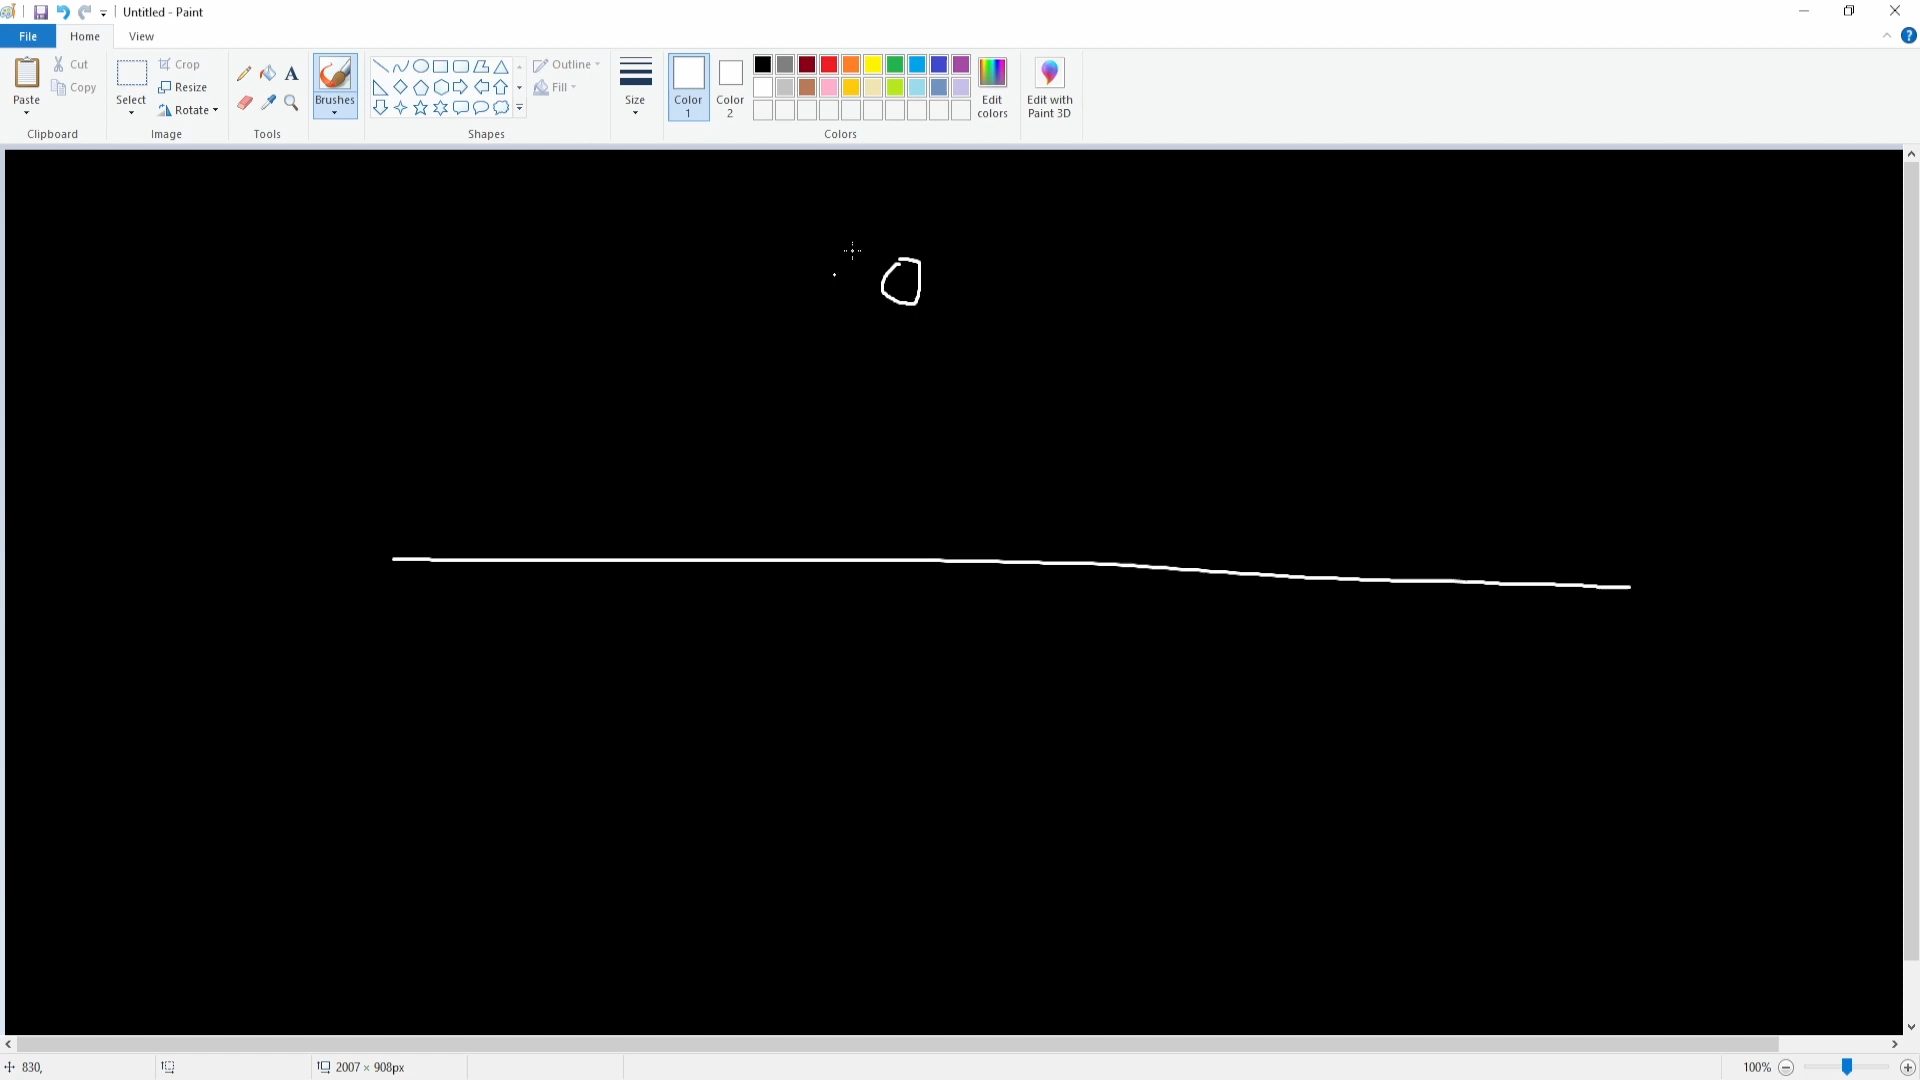 Untitled - Paint
File Home View
Paste Cut Copy Clipboard
Select Crop Resize Rotate Image
A
Tools
Brushes
Shapes Outline Fill
Size
Color 1 Color 2 Colors
Edit colors
Edit with Paint 3D
?
830,
2007 × 908px
100%